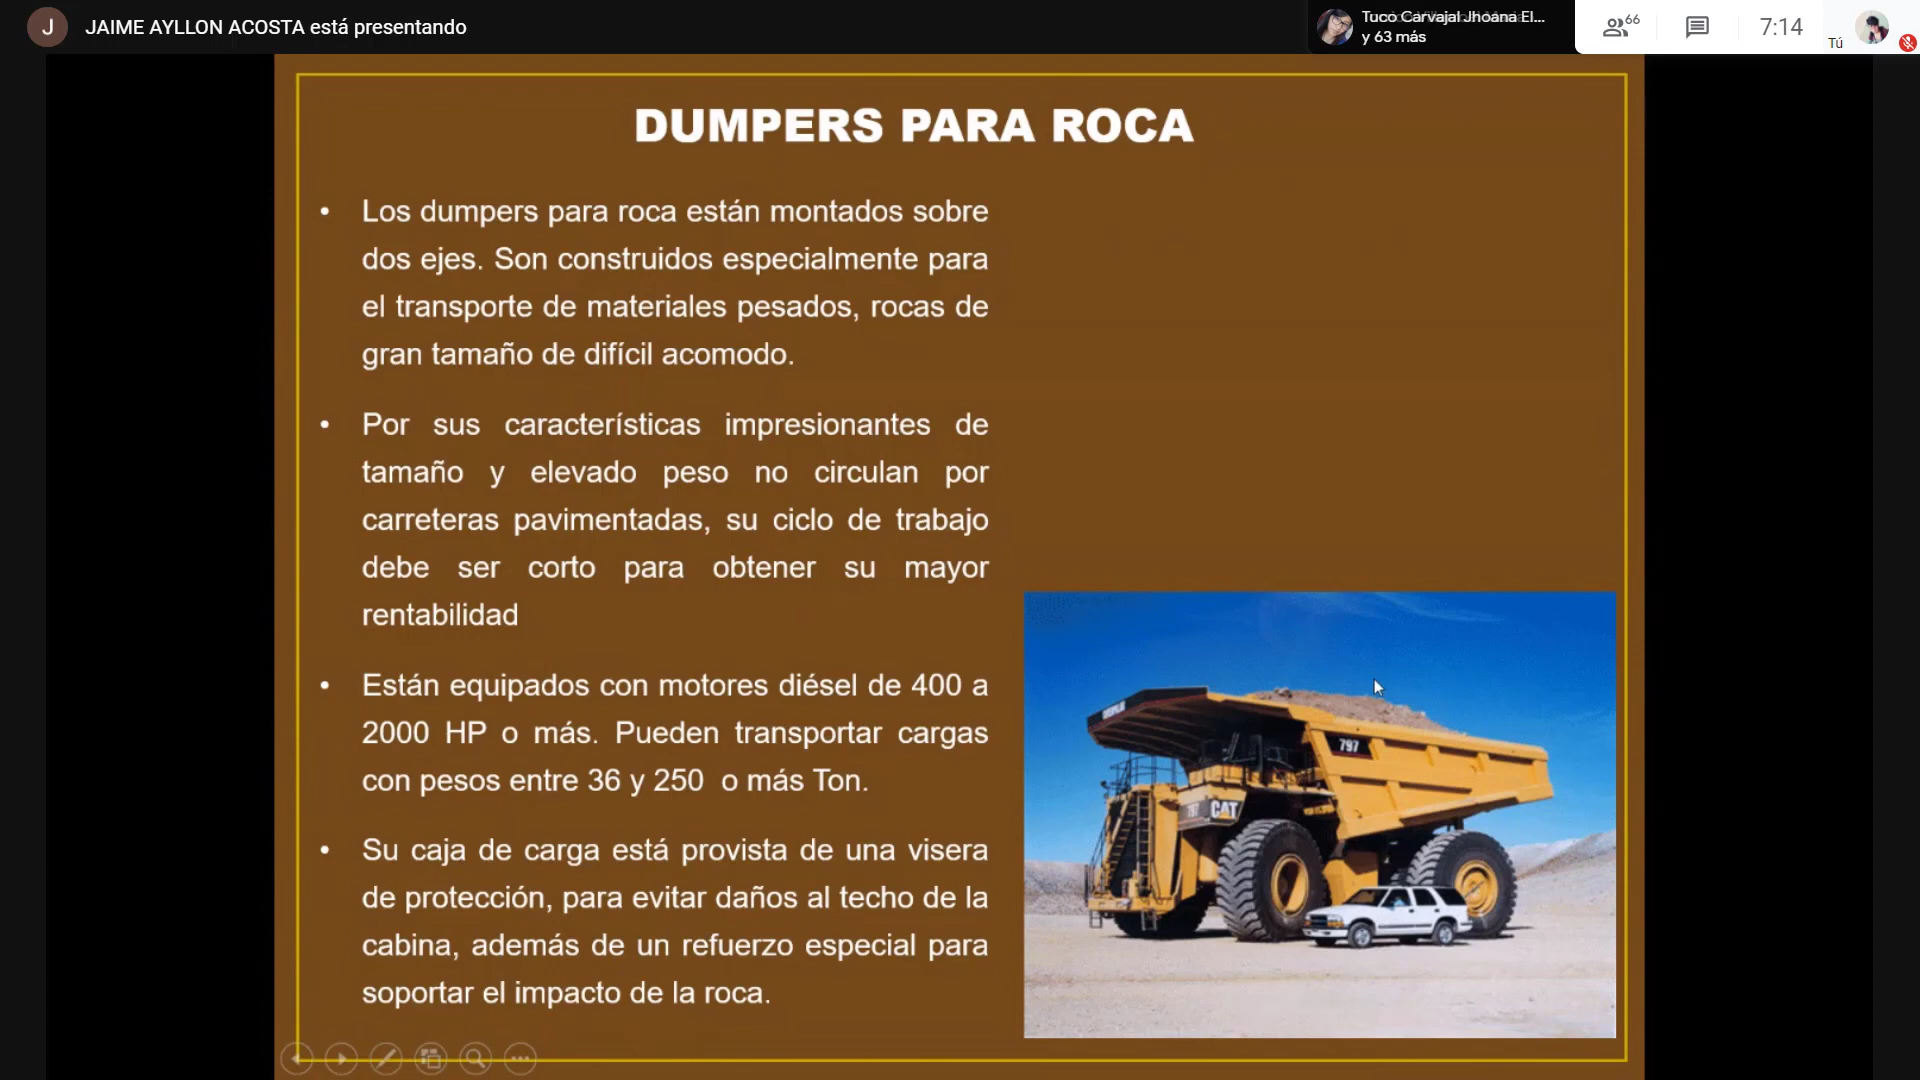 J
JAIME AYLLON ACOSTA está presentando
Tuco Carvajal Jhoana El...
y 63 más
66
7:14
Tú
DUMPERS PARA ROCA
• Los dumpers para roca están montados sobre
dos ejes. Son construidos especialmente para
el transporte de materiales pesados, rocas de
gran tamaño de difícil acomodo.
• Por sus características impresionantes de
tamaño y elevado peso no circulan por
carreteras pavimentadas, su ciclo de trabajo
debe ser corto para obtener su mayor
rentabilidad
• Están equipados con motores diésel de 400 a
2000 HP o más. Pueden transportar cargas
con pesos entre 36 y 250 o más Ton.
• Su caja de carga está provista de una visera
de protección, para evitar daños al techo de la
cabina, además de un refuerzo especial para
soportar el impacto de la roca.
797
797 CAT